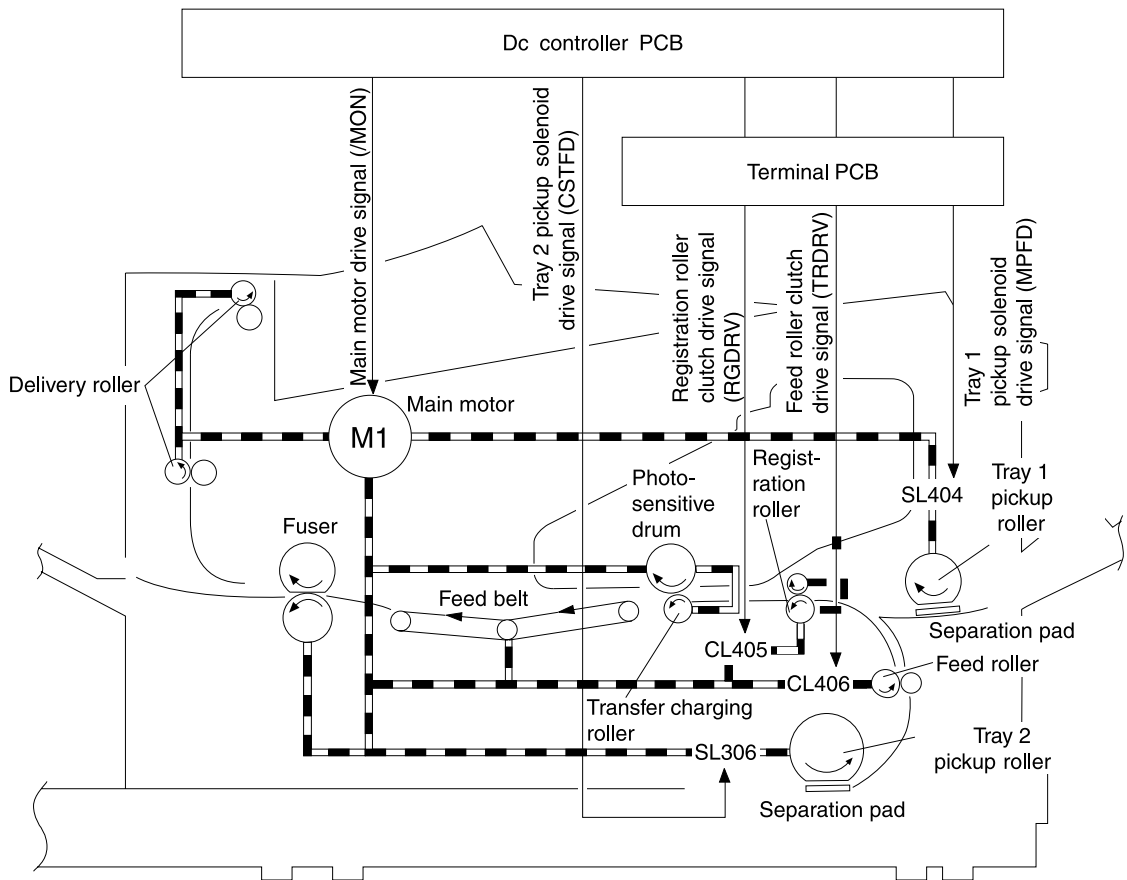 Dc controller PCB
Terminal PCB
Main motor drive signal (/MON)
Tray 2 pickup solenoid
drive signal (CSTFD)
Registration roller
clutch drive signal
(RGDRV)
Feed roller clutch
drive signal (TRDRV)
Tray 1
pickup solenoid
drive signal (MPFD)
Delivery roller
Main motor
M1
Photo-
sensitive
drum
Regist-
ration
roller
SL404
Tray 1
pickup
roller
Fuser
Feed belt
Separation pad
CL405
Feed roller
CL406
Transfer charging
roller
SL306
Tray 2
pickup roller
Separation pad